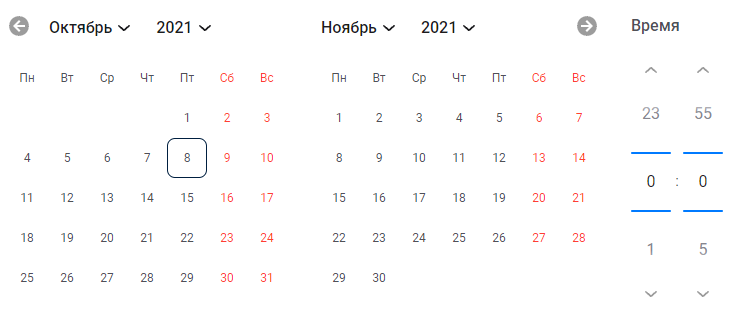 Октябрь 2021
Пн Вт Ср Чт Пт Сб Вс
1 2 3
4 5 6 7 8 9 10
11 12 13 14 15 16 17
18 19 20 21 22 23 24
25 26 27 28 29 30 31
Ноябрь 2021
Пн Вт Ср Чт Пт Сб Вс
1 2 3 4 5 6 7
8 9 10 11 12 13 14
15 16 17 18 19 20 21
22 23 24 25 26 27 28
29 30
Время
23 55
0 : 0
1 5